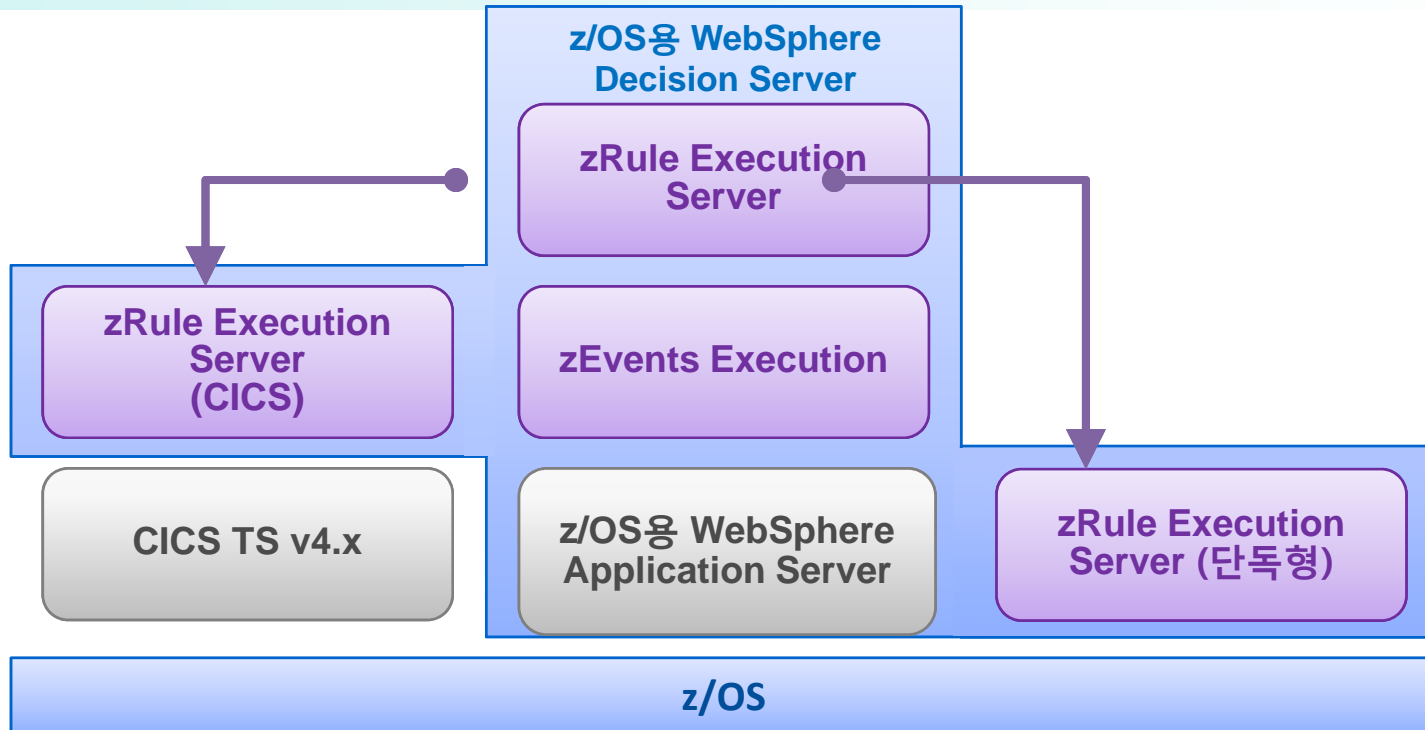 z/OS용 WebSphere
Decision Server
zRule Execution
Server
zRule Execution
Server
(CICS)
zEvents Execution
CICS TS v4.x
z/OS용 WebSphere
Application Server
zRule Execution
Server (단독형)
z/OS